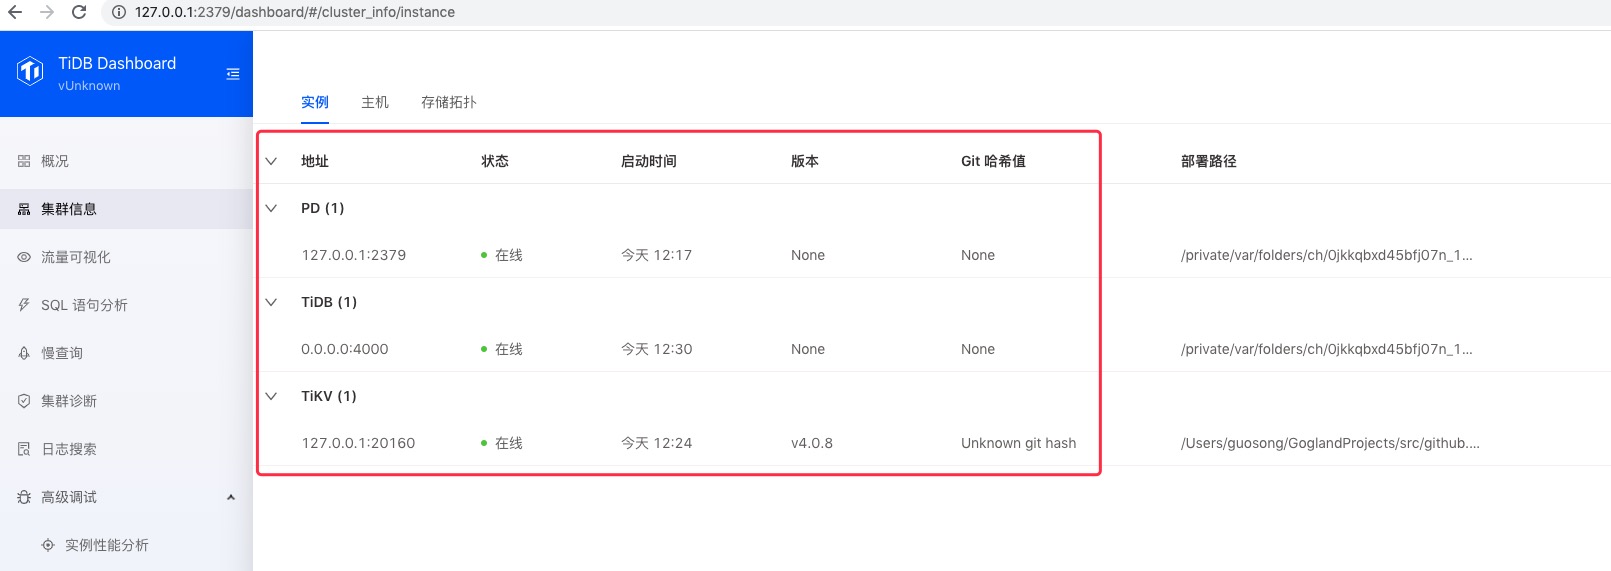 127.0.0.1:2379/dashboard/#/cluster_info/instance
TiDB Dashboard
vUnknown
概况
集群信息
流量可视化
SQL 语句分析
慢查询
集群诊断
日志搜索
高级调试
实例性能分析
实例 主机 存储拓扑
地址 状态 启动时间 版本 Git 哈希值 部署路径
PD (1)
127.0.0.1:2379 在线 今天 12:17 None None /private/var/folders/ch/0jkkqbxd45bfj07n_1...
TiDB (1)
0.0.0.0:4000 在线 今天 12:30 None None /private/var/folders/ch/0jkkqbxd45bfj07n_1...
TiKV (1)
127.0.0.1:20160 在线 今天 12:24 v4.0.8 Unknown git hash /Users/guosong/GoglandProjects/src/github....